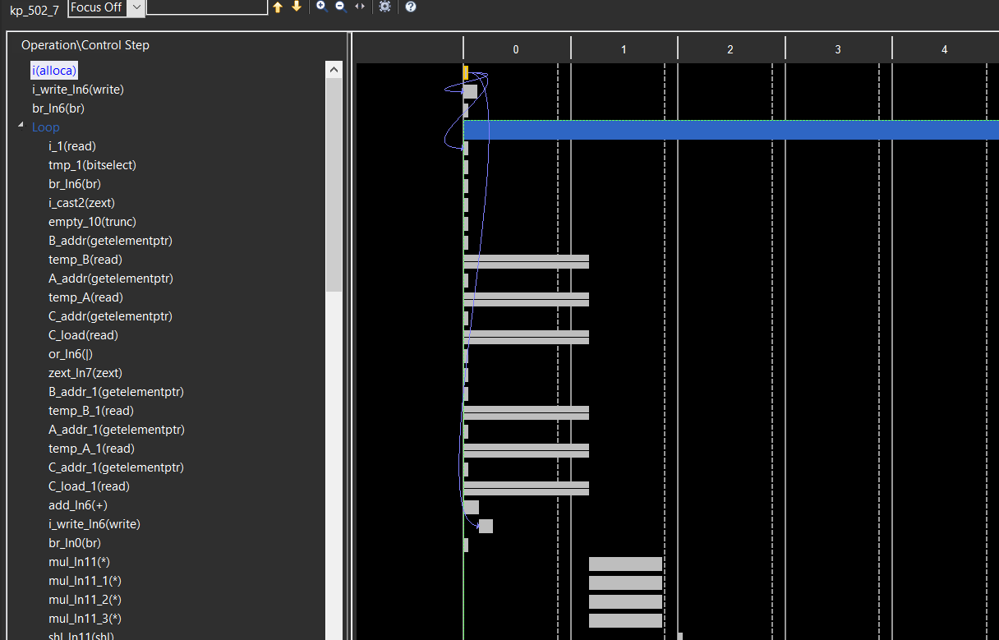 kp_502_7 Focus Off
Operation\Control Step 0 1 2 3 4
i(alloca)
i_write_ln6(write)
br_ln6(br)
Loop
i_1(read)
tmp_1(bitselect)
br_ln6(br)
i_cast2(zext)
empty_10(trunc)
B_addr(getelementptr)
temp_B(read)
A_addr(getelementptr)
temp_A(read)
C_addr(getelementptr)
C_load(read)
or_ln6(|)
zext_ln7(zext)
B_addr_1(getelementptr)
temp_B_1(read)
A_addr_1(getelementptr)
temp_A_1(read)
C_addr_1(getelementptr)
C_load_1(read)
add_ln6(+)
i_write_ln6(write)
br_ln0(br)
mul_ln11(*)
mul_ln11_1(*)
mul_ln11_2(*)
mul_ln11_3(*)
shl_ln11(shl)